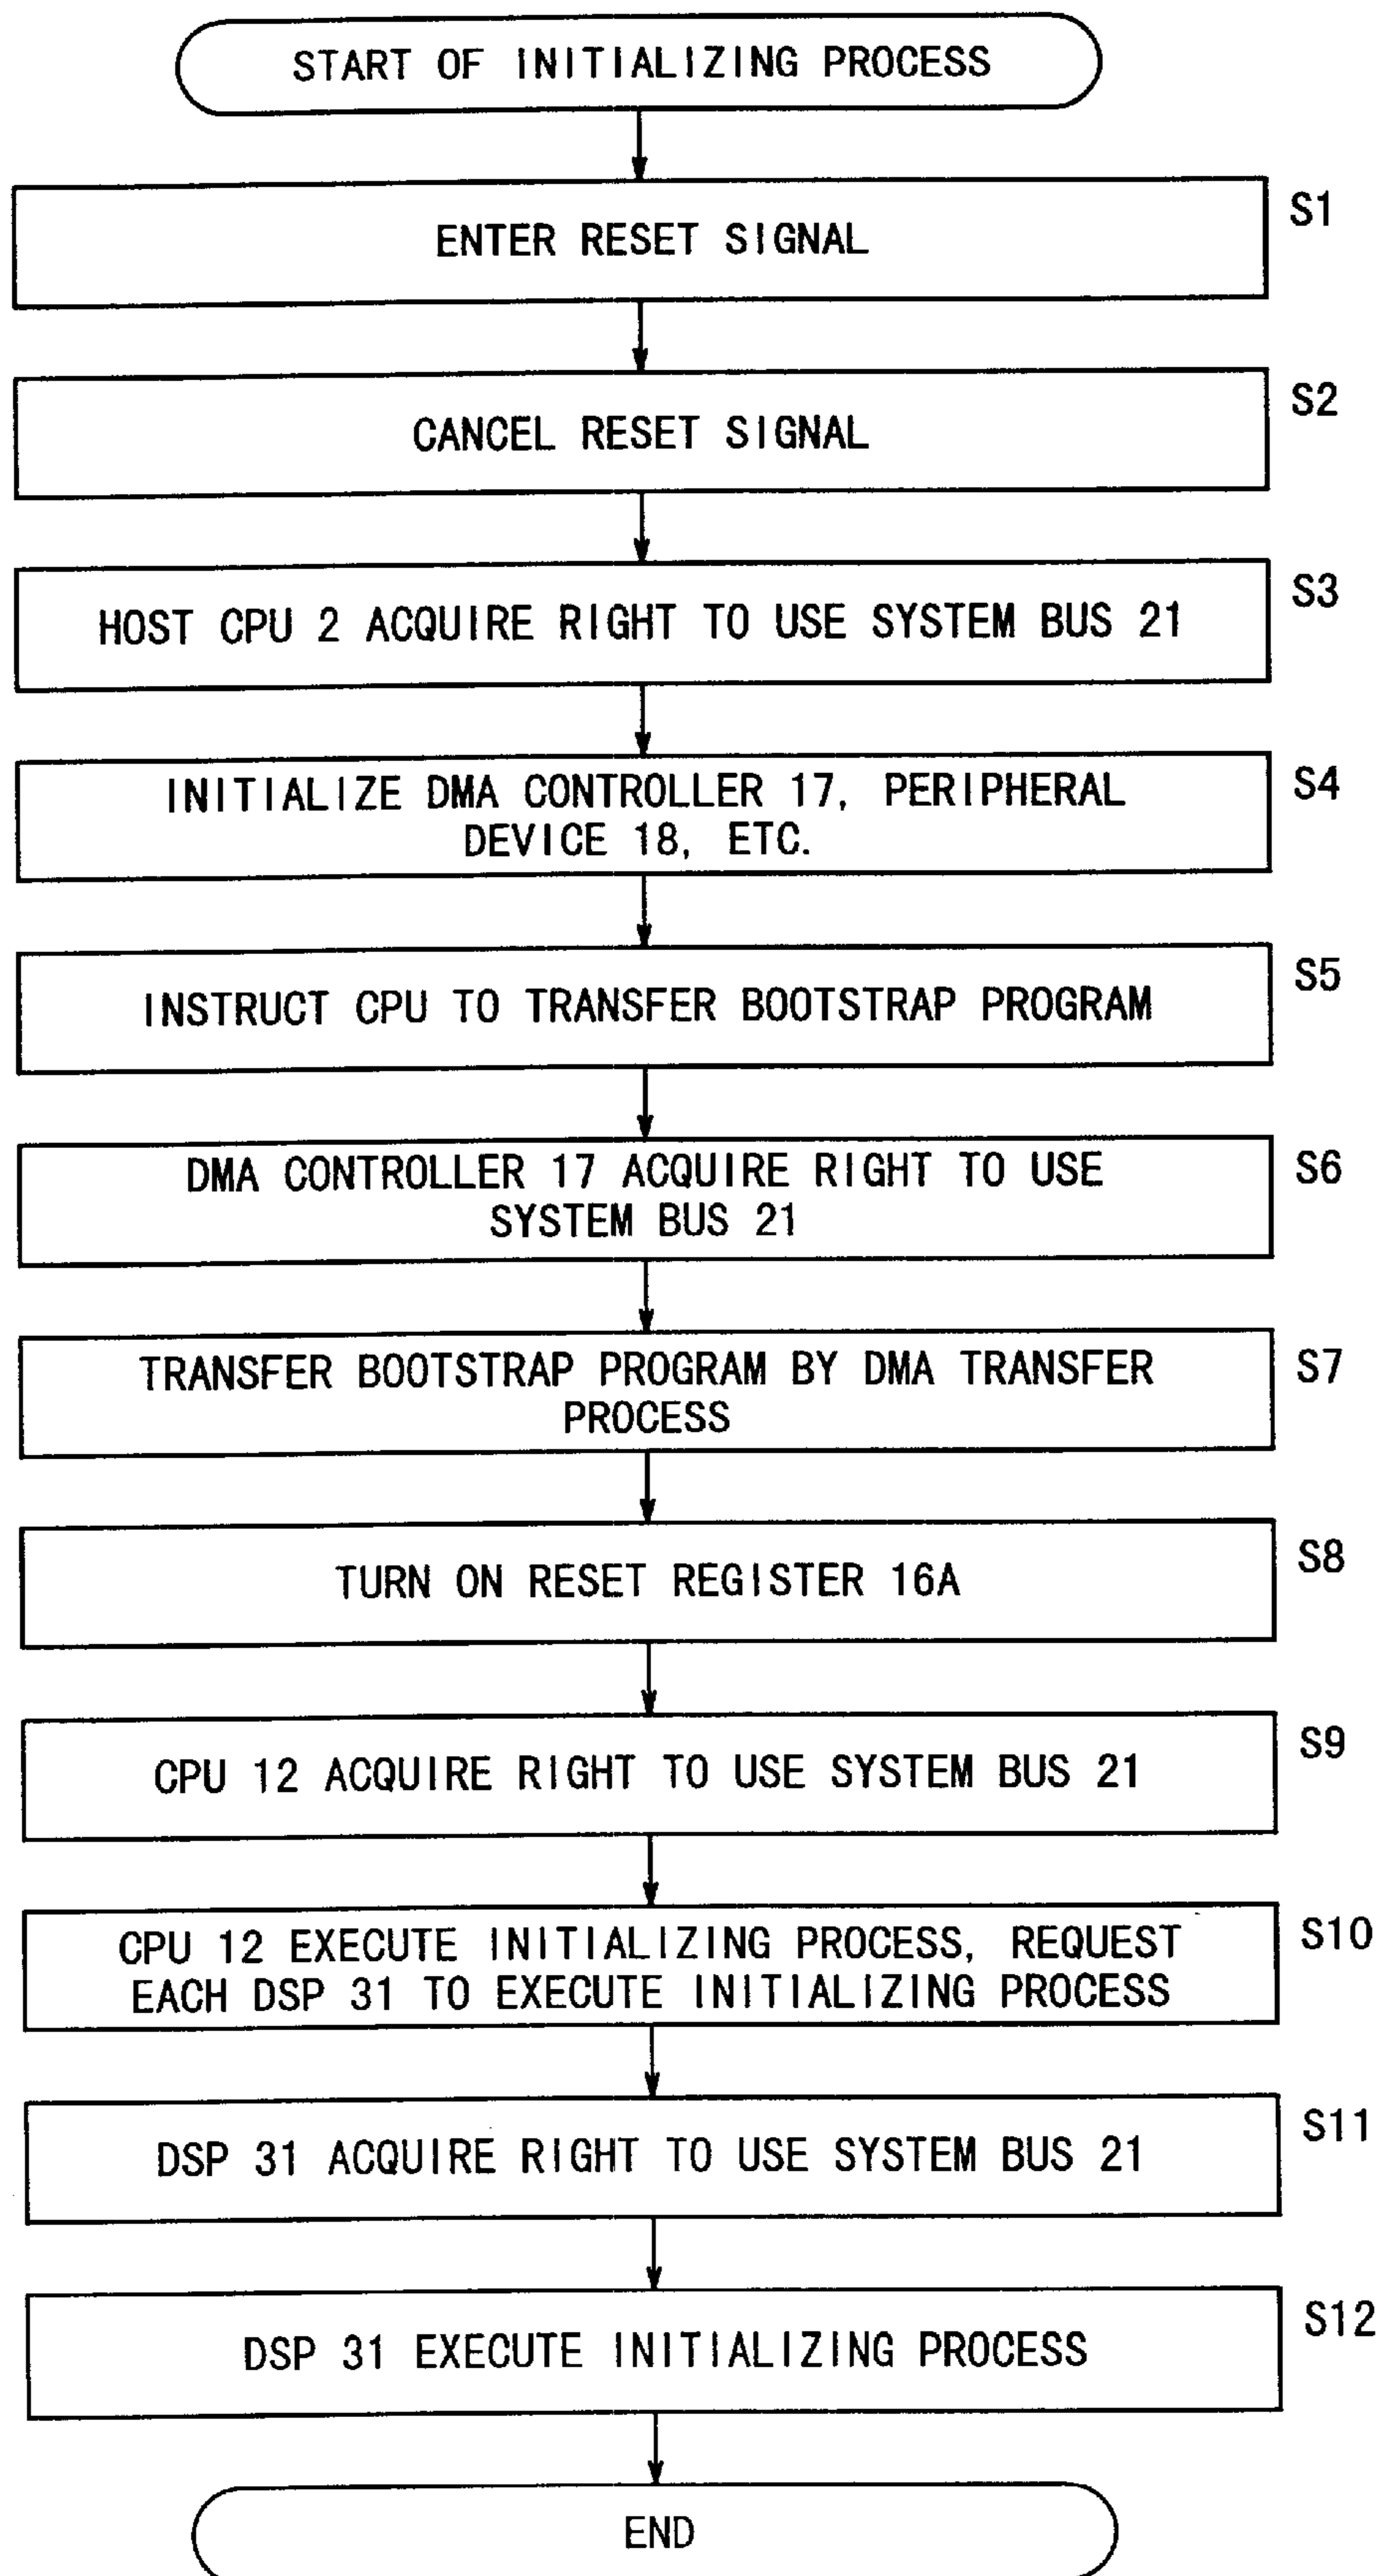 START OF INITIALIZING PROCESS
ENTER RESET SIGNAL
S1
CANCEL RESET SIGNAL
S2
HOST CPU 2 ACQUIRE RIGHT TO USE SYSTEM BUS 21
S3
INITIALIZE DMA CONTROLLER 17, PERIPHERAL
DEVICE 18, ETC.
S4
INSTRUCT CPU TO TRANSFER BOOTSTRAP PROGRAM
S5
DMA CONTROLLER 17 ACQUIRE RIGHT TO USE
SYSTEM BUS 21
S6
TRANSFER BOOTSTRAP PROGRAM BY DMA TRANSFER
PROCESS
S7
TURN ON RESET REGISTER 16A
S8
CPU 12 ACQUIRE RIGHT TO USE SYSTEM BUS 21
S9
CPU 12 EXECUTE INITIALIZING PROCESS, REQUEST
EACH DSP 31 TO EXECUTE INITIALIZING PROCESS
S10
DSP 31 ACQUIRE RIGHT TO USE SYSTEM BUS 21
S11
DSP 31 EXECUTE INITIALIZING PROCESS
S12
END